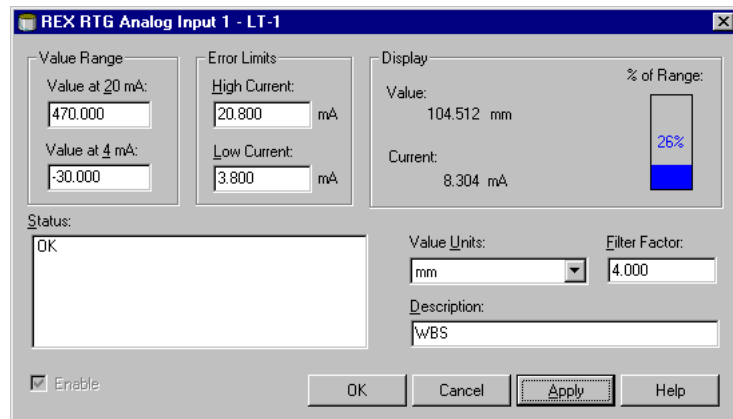 REX RTG Analog Input 1 - LT-1
Value Range
Value at 20 mA:
470.000
Value at 4 mA:
-30.000
Error Limits
High Current:
20.800 mA
Low Current:
3.800 mA
Display
Value:
104.512 mm
Current:
8.304 mA
% of Range:
26%
Status:
OK
Value Units:
mm
Filter Factor:
4.000
Description:
WBS
Enable
OK
Cancel
Apply
Help